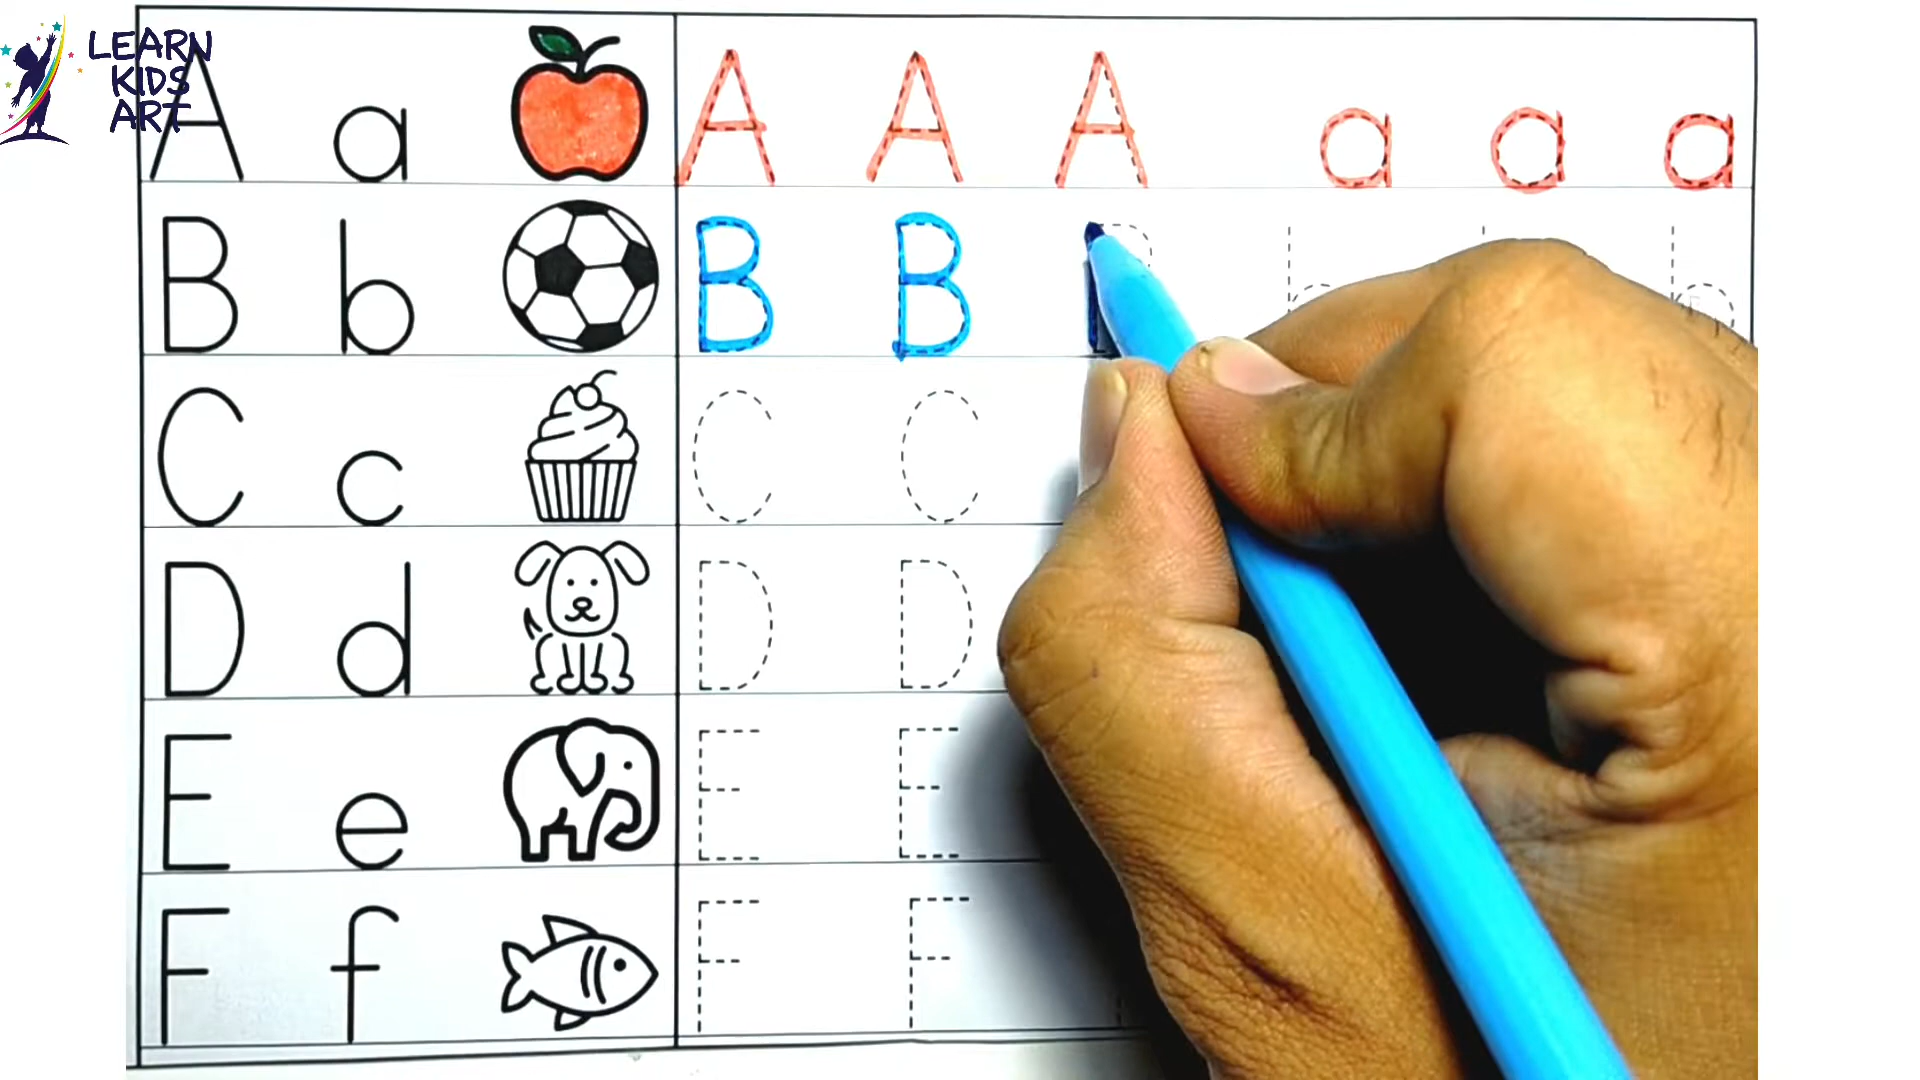 LEARN
KIDS
ART
A a A A A a a a
B b B B B b b
C c C C
D d D D
E e E E
F f F F